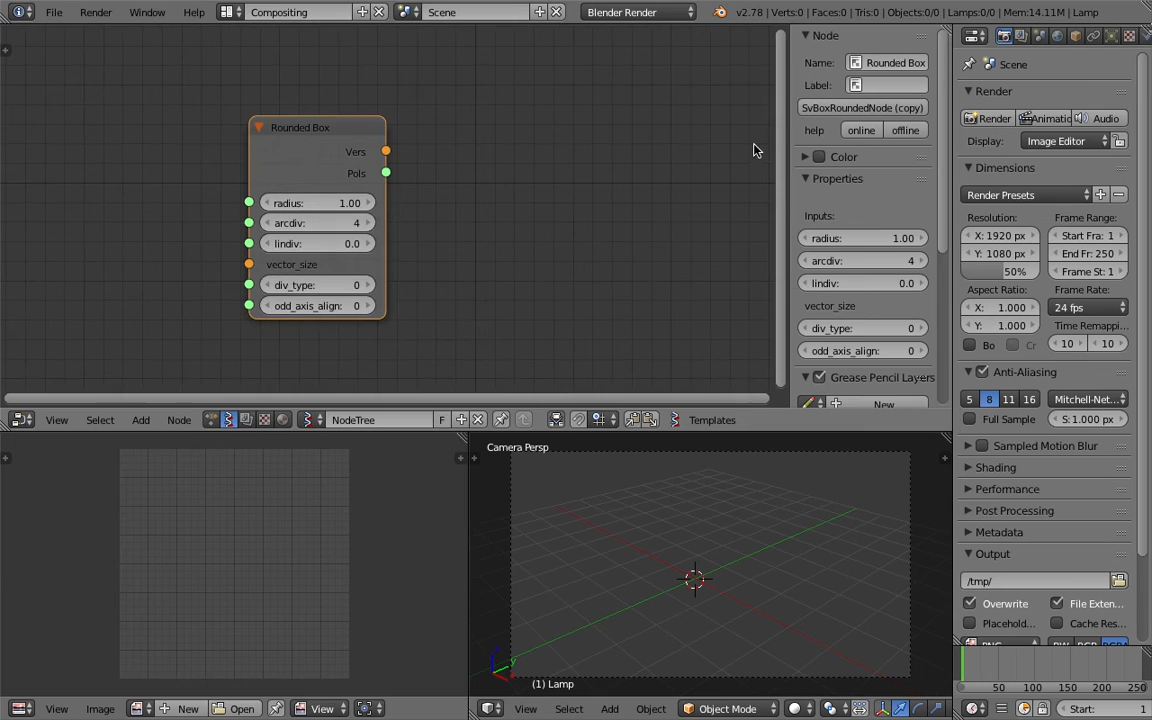 File Render Window Help Compositing Scene Blender Render v2.78 | Verts:0 | Faces:0 | Tris:0 | Objects:0/0 | Lamps:0/0 | Mem:14.11M | Lamp
Rounded Box
Vers
Pols
radius: 1.00
arcdiv: 4
lindiv: 0.0
vector_size
div_type: 0
odd_axis_align: 0
Node
Name: Rounded Box
Label:
SvBoxRoundedNode (copy)
help online offline
Color
Properties
Inputs:
radius: 1.00
arcdiv: 4
lindiv: 0.0
vector_size
div_type: 0
odd_axis_align: 0
Grease Pencil Layers
New
View Select Add Node NodeTree F Templates
Camera Persp
(1) Lamp
View Image New Open View
View Select Add Object Object Mode
Scene
Render
Render Animatic Audio
Display: Image Editor
Dimensions
Render Presets
Resolution: Frame Range:
X: 1920 px Start Fra: 1
Y: 1080 px End Fr: 250
50% Frame St: 1
Aspect Ratio: Frame Rate:
X: 1.000 24 fps
Y: 1.000 Time Remappi...
Bo Cr 10 10
Anti-Aliasing
5 8 11 16 Mitchell-Net...
Full Sample S: 1.000 px
Sampled Motion Blur
Shading
Performance
Post Processing
Metadata
Output
/tmp/
Overwrite File Exten...
Placehold... Cache Res...
50 100 150 200 250
Start: 1